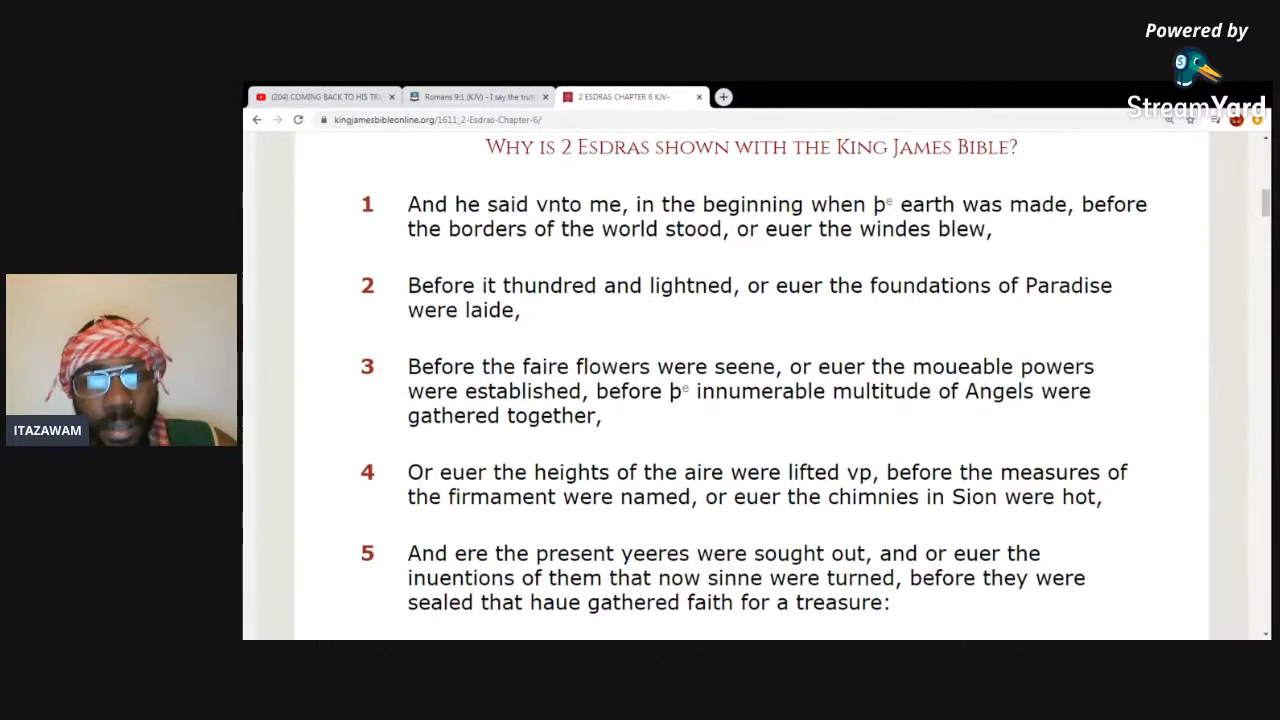 Powered by
StreamYard
(204) COMING BACK TO HIS TRU
Romans 9:1 (KJV) - I say the truth
2 ESDRAS CHAPTER 6 KJV-
kingjamesbibleonline.org/1611_2-Esdras-Chapter-6/
WHY IS 2 ESDRAS SHOWN WITH THE KING JAMES BIBLE?
1 And he said vnto me, in the beginning when þᵉ earth was made, before
the borders of the world stood, or euer the windes blew,
2 Before it thundred and lightned, or euer the foundations of Paradise
were laide,
3 Before the faire flowers were seene, or euer the moueable powers
were established, before þᵉ innumerable multitude of Angels were
gathered together,
4 Or euer the heights of the aire were lifted vp, before the measures of
the firmament were named, or euer the chimnies in Sion were hot,
5 And ere the present yeeres were sought out, and or euer the
inuentions of them that now sinne were turned, before they were
sealed that haue gathered faith for a treasure:
ITAZAWAM